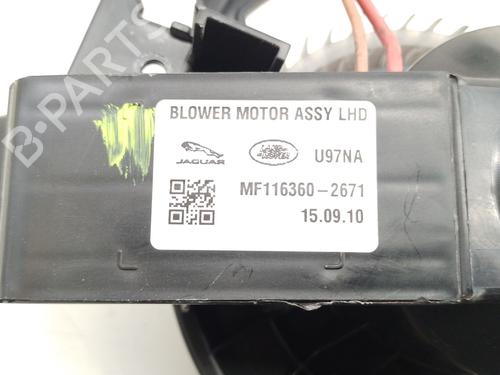 BLOWER MOTOR ASSY LHD
JAGUAR
LAND ROVER
U97NA
MF116360-2671
15.09.10
B-PARTS